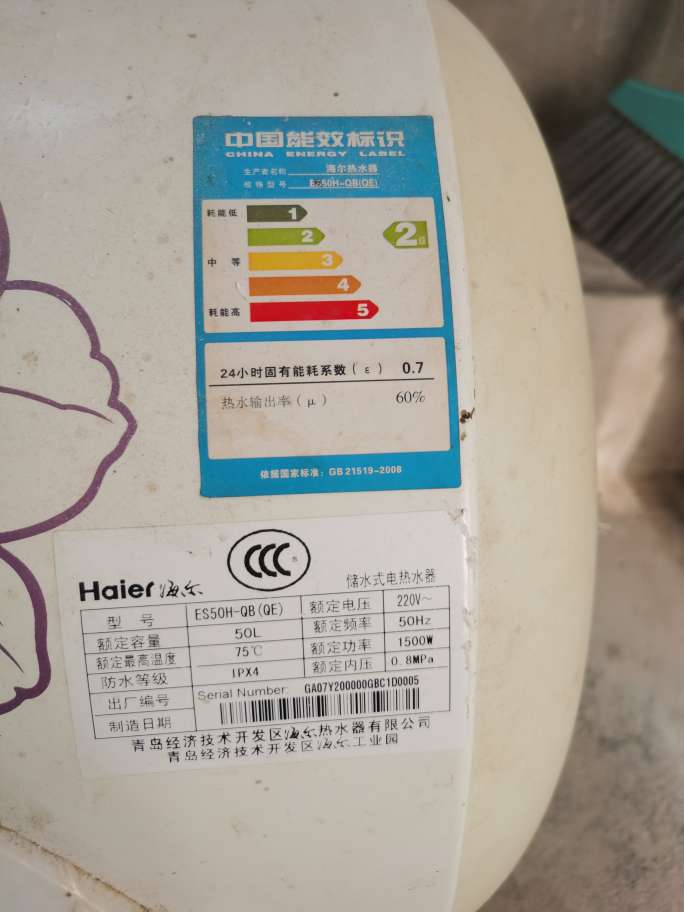 中国能效标识
CHINA ENERGY LABEL
生产者名称 海尔热水器
规格型号 ES50H-QB(QE)
耗能低 1
2 2级
中 等 3
4
耗能高 5
24小时固有能耗系数(ε) 0.7
热水输出率(μ) 60%
依据国家标准：GB 21519-2008
CCC S
Haier 海尔 储水式电热水器
型 号 ES50H-QB(QE) 额定电压 220V~
额定容量 50L 额定频率 50Hz
额定最高温度 75℃ 额定功率 1500W
防水等级 IPX4 额定内压 0.8MPa
出厂编号 Serial Number: GA07Y200000GBC1D0005
制造日期
青岛经济技术开发区海尔热水器有限公司
青岛经济技术开发区海尔工业园